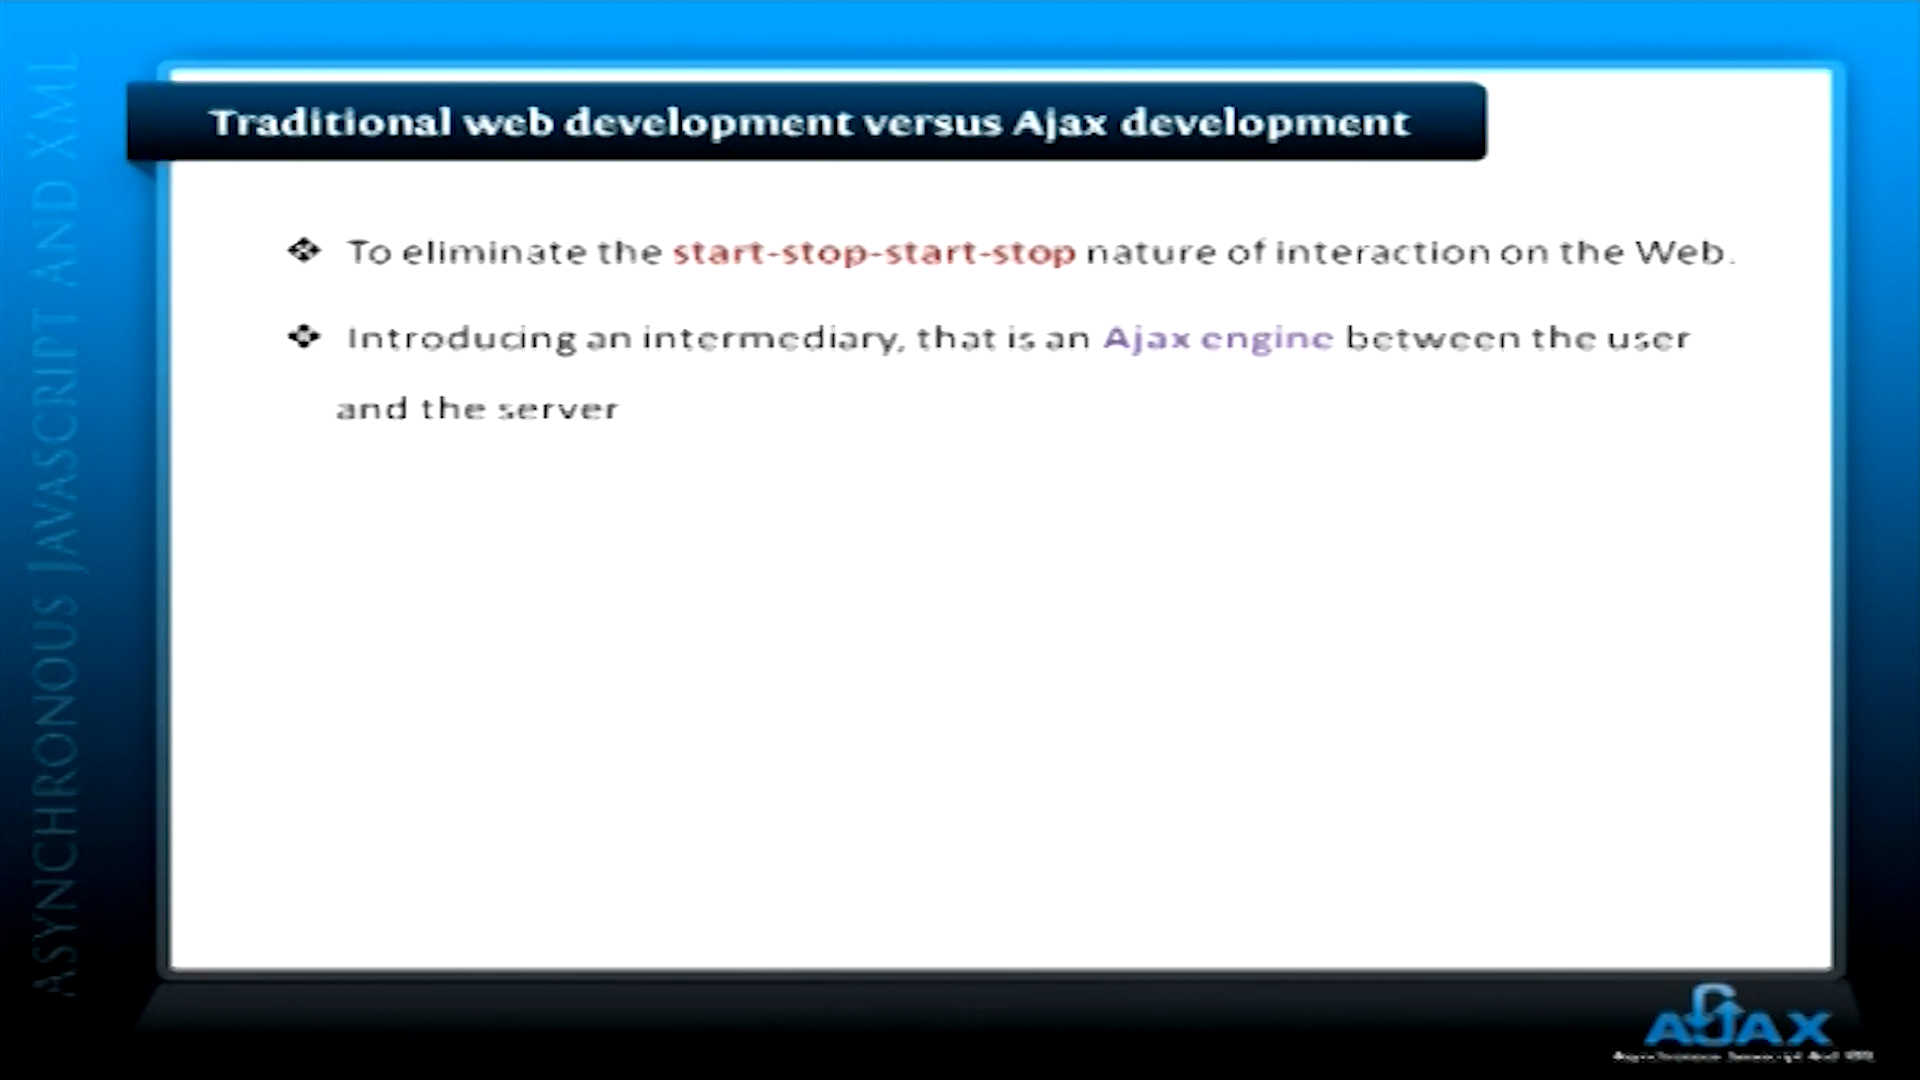 Traditional web development versus Ajax development
❖ To eliminate the start-stop-start-stop nature of interaction on the Web.
❖ Introducing an intermediary, that is an Ajax engine between the user
and the server
ASYNCHRONOUS JAVASCRIPT AND XML
AJAX